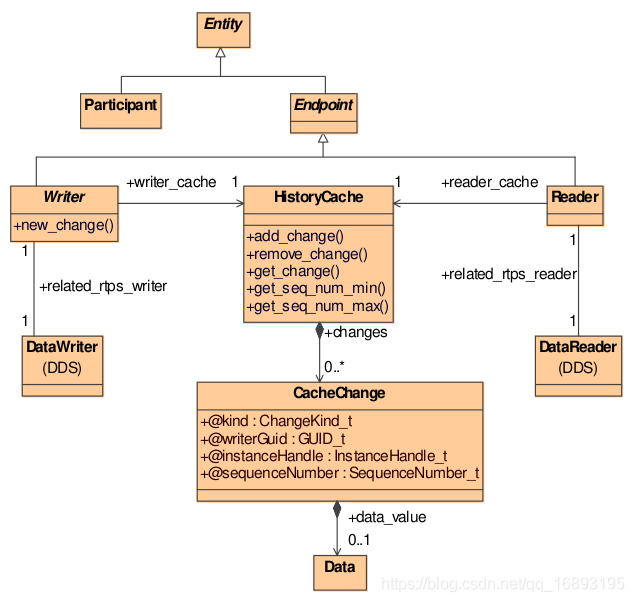 Entity
Participant
Endpoint
Writer
+new_change()
+writer_cache
1
HistoryCache
+add_change()
+remove_change()
+get_change()
+get_seq_num_min()
+get_seq_num_max()
1
+reader_cache
Reader
1
+related_rtps_writer
1
DataWriter
(DDS)
1
+related_rtps_reader
1
DataReader
(DDS)
+changes
0..*
CacheChange
+@kind : ChangeKind_t
+@writerGuid : GUID_t
+@instanceHandle : InstanceHandle_t
+@sequenceNumber : SequenceNumber_t
+data_value
0..1
Data
https://blog.csdn.net/qq_16893195